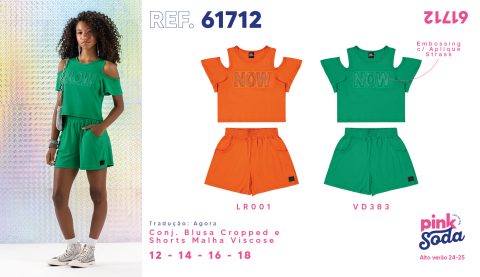 REF. 61712
61712
Embossing
c/ Aplique
Strass
NOW
NOW
NOW
LR001
VD383
Tradução: Agora
Conj. Blusa Cropped e
Shorts Malha Viscose
12 - 14 - 16 - 18
pink
Soda
Alto verão 24-25